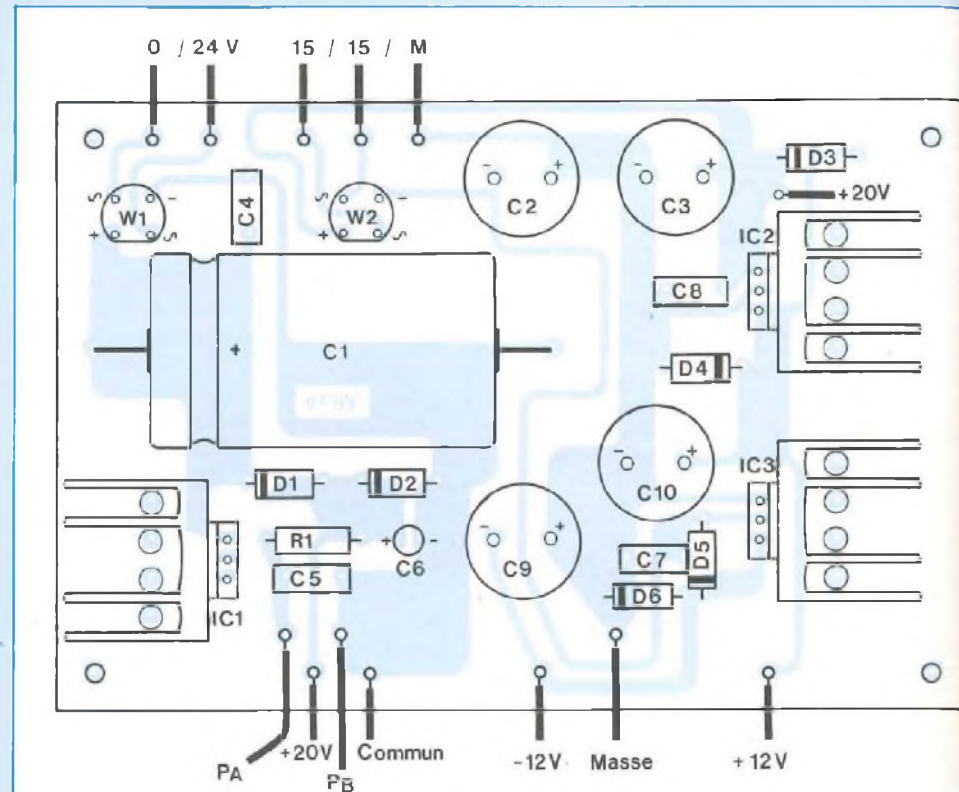 0 / 24 V 15 / 15 / M
D3
+20V
- + - +
S - S -
W1 C4 W2 C2 C3
+ S + S
IC2
C8
+ C1
D4
- +
IC3
C10
D1 D2
R1 + - - +
C6 C9 C7 D5
C5
D6
IC1
PA +20V PB Commun -12V Masse +12V